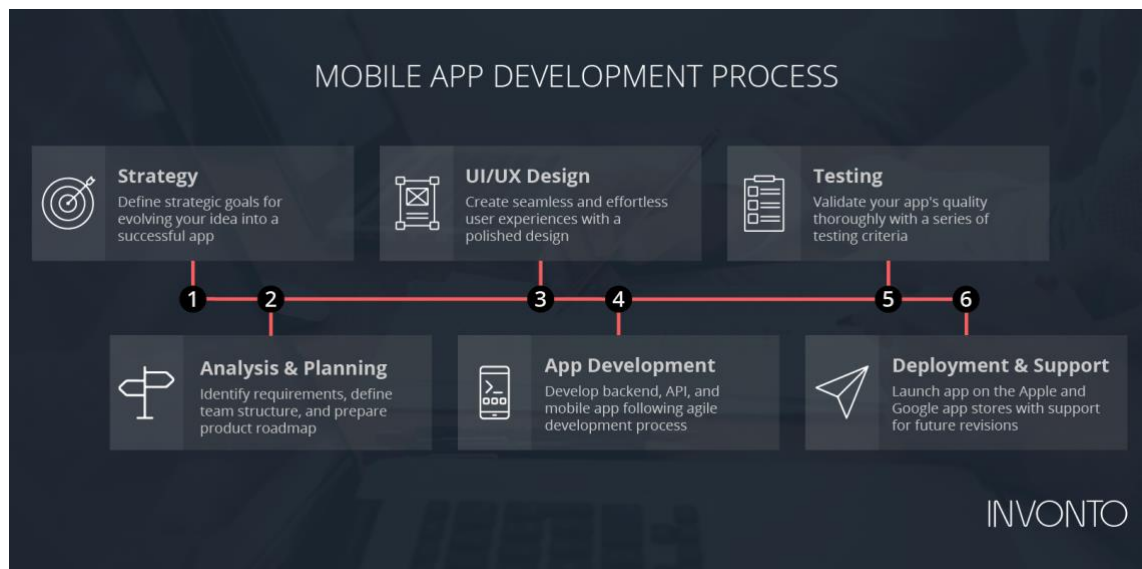 MOBILE APP DEVELOPMENT PROCESS
Strategy
Define strategic goals for
evolving your idea into a
successful app
UI/UX Design
Create seamless and effortless
user experiences with a
polished design
Testing
Validate your app's quality
thoroughly with a series of
testing criteria
1 2 3 4 5 6
Analysis & Planning
Identify requirements, define
team structure, and prepare
product roadmap
App Development
Develop backend, API, and
mobile app following agile
development process
Deployment & Support
Launch app on the Apple and
Google app stores with support
for future revisions
INVONTO